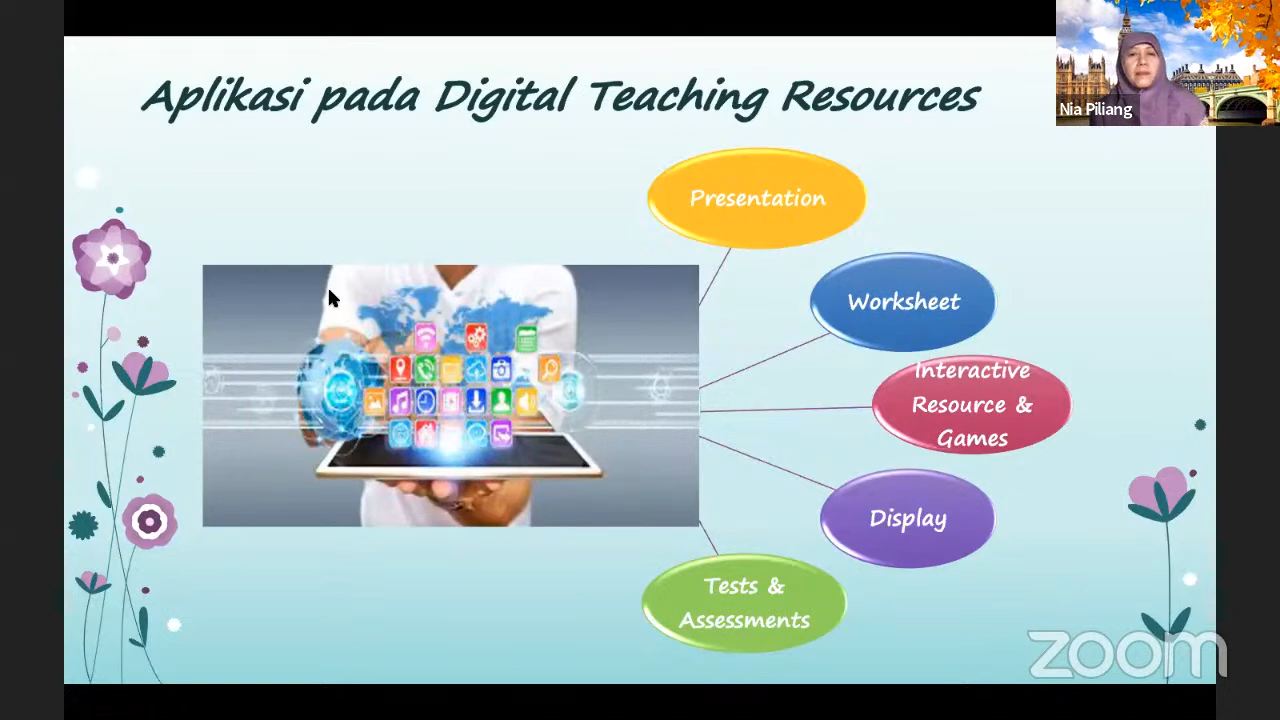 Aplikasi pada Digital Teaching Resources
Nia Piliang
Presentation
Worksheet
Interactive
Resource &
Games
Display
Tests &
Assessments
zoom